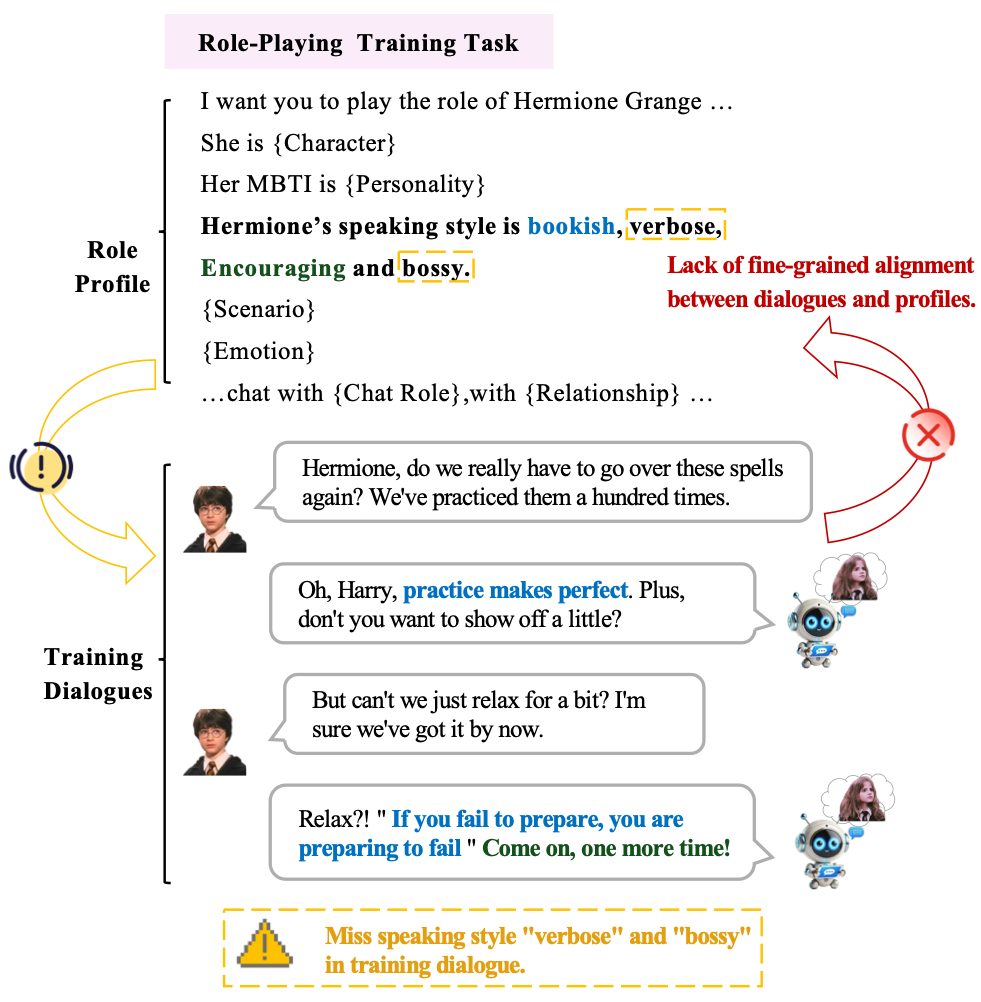 Role-Playing Training Task
I want you to play the role of Hermione Grange …
She is {Character}
Her MBTI is {Personality}
Hermione’s speaking style is bookish, verbose,
Encouraging and bossy.
{Scenario}
{Emotion}
…chat with {Chat Role},with {Relationship} …
Role
Profile
Lack of fine-grained alignment
between dialogues and profiles.
Hermione, do we really have to go over these spells
again? We've practiced them a hundred times.
Oh, Harry, practice makes perfect. Plus,
don't you want to show off a little?
Training
Dialogues
But can't we just relax for a bit? I'm
sure we've got it by now.
Relax?! " If you fail to prepare, you are
preparing to fail " Come on, one more time!
Miss speaking style "verbose" and "bossy"
in training dialogue.